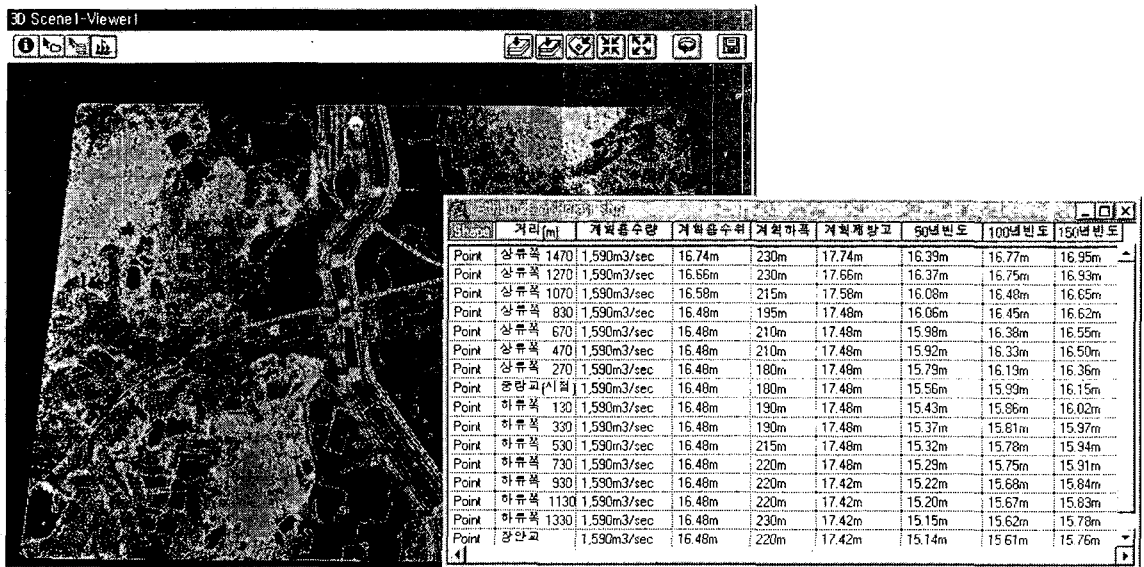 3D Scene1-Viewer1
거리 [m] 계획홍수량 계획홍수위 계획하폭 계획제방고 50년빈도 100년빈도 150년빈도
Point 상류쪽 1470 1,590m3/sec 16.74m 230m 17.74m 16.39m 16.77m 16.95m
Point 상류쪽 1270 1,590m3/sec 16.66m 230m 17.66m 16.37m 16.75m 16.93m
Point 상류쪽 1070 1,590m3/sec 16.58m 215m 17.58m 16.08m 16.48m 16.65m
Point 상류쪽 830 1,590m3/sec 16.48m 195m 17.48m 16.06m 16.45m 16.62m
Point 상류쪽 670 1,590m3/sec 16.48m 210m 17.48m 15.98m 16.38m 16.55m
Point 상류쪽 470 1,590m3/sec 16.48m 210m 17.48m 15.92m 16.33m 16.50m
Point 상류쪽 270 1,590m3/sec 16.48m 180m 17.48m 15.79m 16.19m 16.36m
Point 중랑교[시점] 1,590m3/sec 16.48m 180m 17.48m 15.56m 15.99m 16.15m
Point 하류쪽 130 1,590m3/sec 16.48m 190m 17.48m 15.43m 15.86m 16.02m
Point 하류쪽 330 1,590m3/sec 16.48m 190m 17.48m 15.37m 15.81m 15.97m
Point 하류쪽 530 1,590m3/sec 16.48m 215m 17.48m 15.32m 15.78m 15.94m
Point 하류쪽 730 1,590m3/sec 16.48m 220m 17.48m 15.29m 15.75m 15.91m
Point 하류쪽 930 1,590m3/sec 16.48m 220m 17.42m 15.22m 15.68m 15.84m
Point 하류쪽 1130 1,590m3/sec 16.48m 220m 17.42m 15.20m 15.67m 15.83m
Point 하류쪽 1330 1,590m3/sec 16.48m 230m 17.42m 15.15m 15.62m 15.78m
Point 장안교 1,590m3/sec 16.48m 220m 17.42m 15.14m 15.61m 15.76m